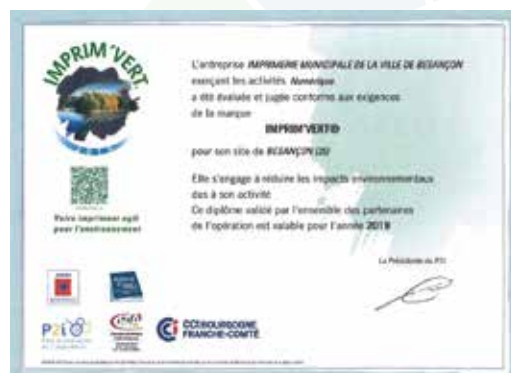 IMPRIM'VERT
L'entreprise IMPRIMERIE MUNICIPALE DE LA VILLE DE BESANÇON
exerçant les activités Numérique
a été évaluée et jugée conforme aux exigences
de la marque
IMPRIM'VERT®
pour son site de BESANÇON (25)
Elle s'engage à réduire les impacts environnementaux
dus à son activité
Ce diplôme validé par l'ensemble des partenaires
de l'opération est valable pour l'année 2019
Votre imprimeur agit
pour l'environnement
La Présidente du P2i
P2i
CCI BOURGOGNE
FRANCHE-COMTÉ